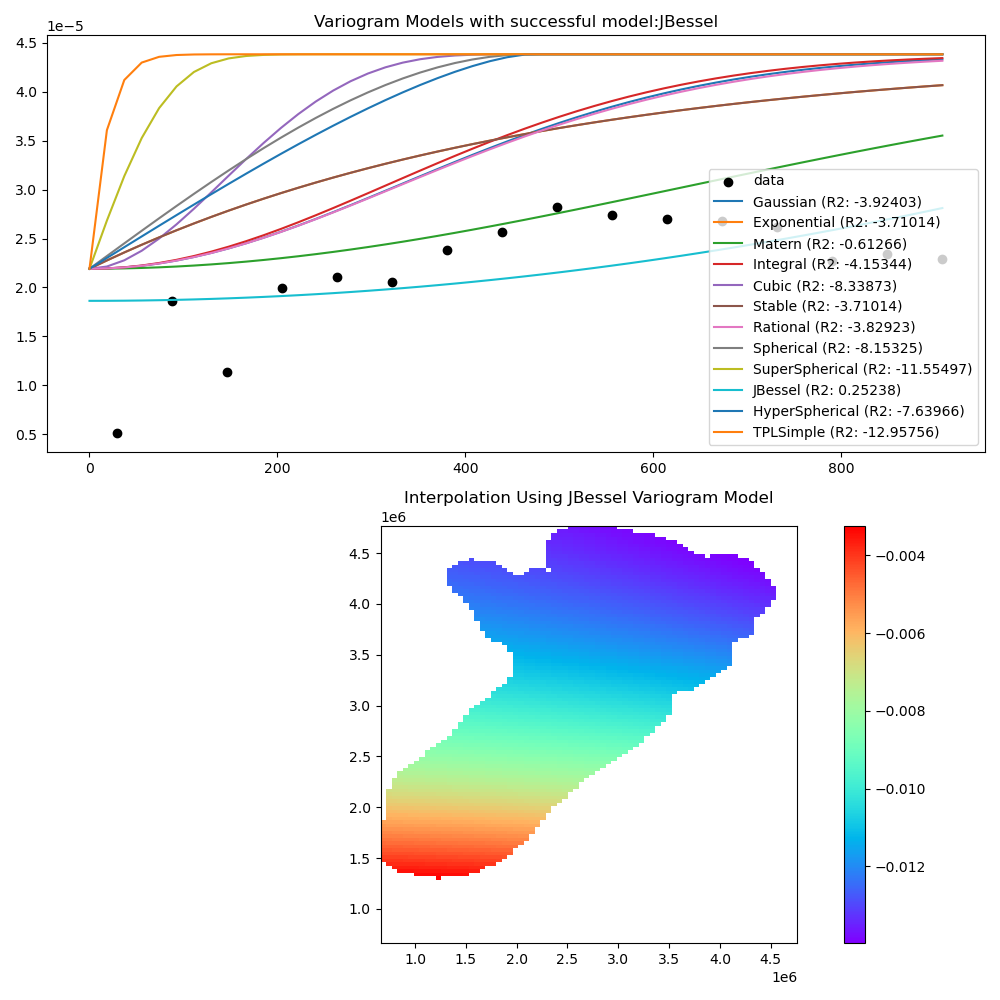 Variogram Models with successful model:JBessel
1e−5
4.5
4.0
3.5
3.0
2.5
2.0
1.5
1.0
0.5
0
200
400
600
800
data
Gaussian (R2: -3.92403)
Exponential (R2: -3.71014)
Matern (R2: -0.61266)
Integral (R2: -4.15344)
Cubic (R2: -8.33873)
Stable (R2: -3.71014)
Rational (R2: -3.82923)
Spherical (R2: -8.15325)
SuperSpherical (R2: -11.55497)
JBessel (R2: 0.25238)
HyperSpherical (R2: -7.63966)
TPLSimple (R2: -12.95756)
Interpolation Using JBessel Variogram Model
1e6
4.5
4.0
3.5
3.0
2.5
2.0
1.5
1.0
1.0
1.5
2.0
2.5
3.0
3.5
4.0
4.5
1e6
−0.004
−0.006
−0.008
−0.010
−0.012